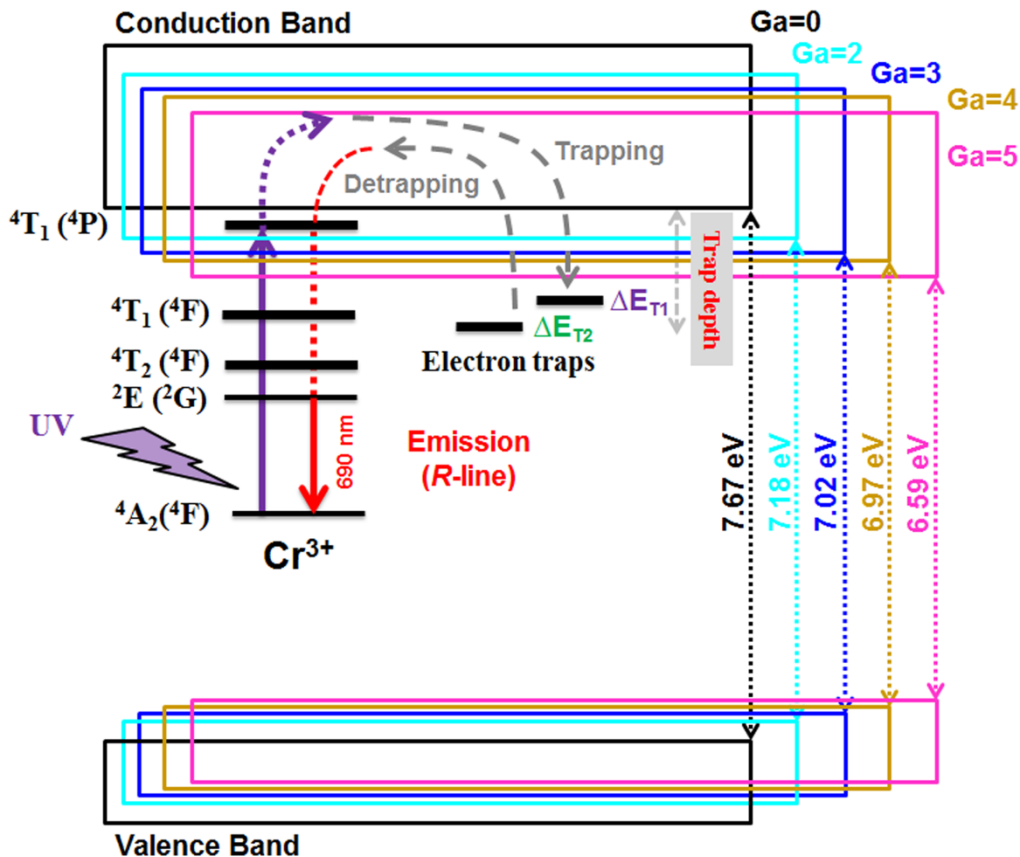 Conduction Band
Ga=0
Ga=2
Ga=3
Ga=4
Ga=5
Trapping
Detrapping
⁴T₁ (⁴P)
Trap depth
⁴T₁ (⁴F)
ΔE_T1
ΔE_T2
⁴T₂ (⁴F)
Electron traps
²E (²G)
UV
690 nm
Emission
(R-line)
7.67 eV
7.18 eV
7.02 eV
6.97 eV
6.59 eV
⁴A₂(⁴F)
Cr³⁺
Valence Band